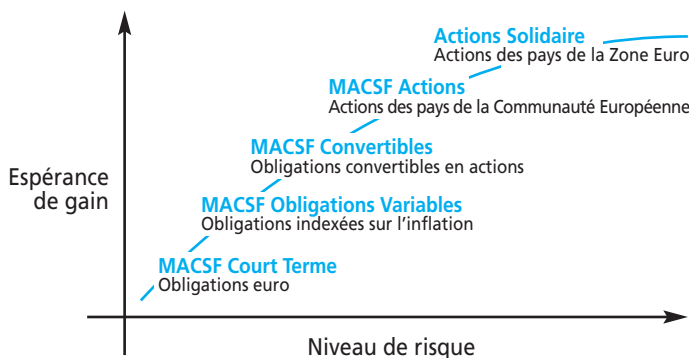 Actions Solidaire
Actions des pays de la Zone Euro
MACSF Actions
Actions des pays de la Communauté Européenne
MACSF Convertibles
Obligations convertibles en actions
Espérance
de gain
MACSF Obligations Variables
Obligations indexées sur l'inflation
MACSF Court Terme
Obligations euro
Niveau de risque